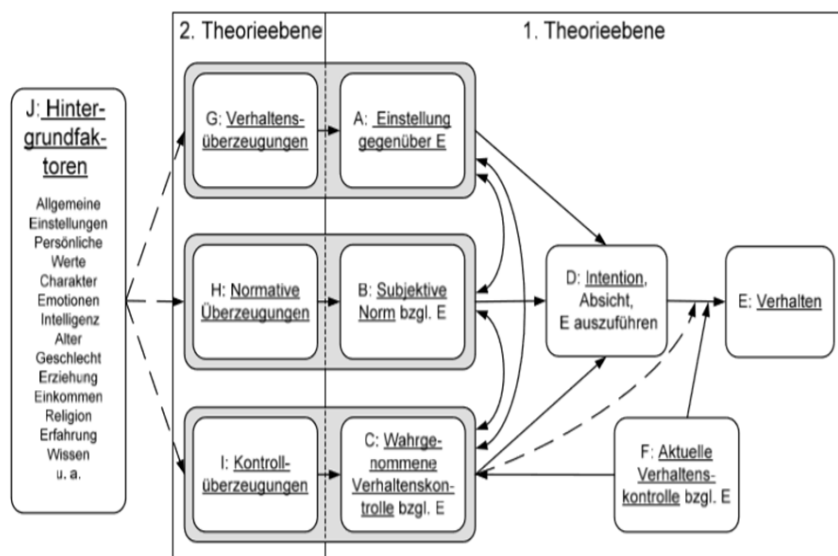 2. Theorieebene
1. Theorieebene
J: Hinter-
grundfak-
toren
Allgemeine
Einstellungen
Persönliche
Werte
Charakter
Emotionen
Intelligenz
Alter
Geschlecht
Erziehung
Einkommen
Religion
Erfahrung
Wissen
u. a.
G: Verhaltens-
überzeugungen
A: Einstellung
gegenüber E
H: Normative
Überzeugungen
B: Subjektive
Norm bzgl. E
I: Kontroll-
überzeugungen
C: Wahrge-
nommene
Verhaltenskon-
trolle bzgl. E
D: Intention,
Absicht,
E auszuführen
E: Verhalten
F: Aktuelle
Verhaltens-
kontrolle bzgl. E